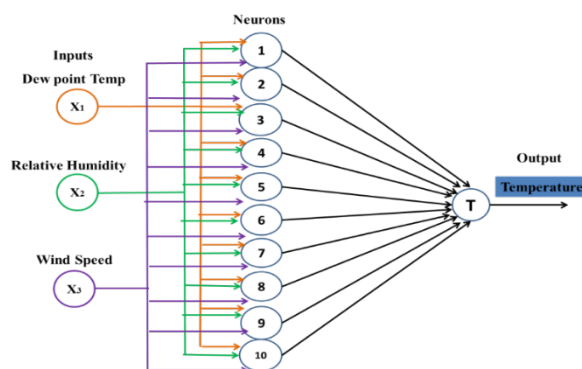 Neurons
Inputs
Dew point Temp
X1
Relative Humidity
X2
Wind Speed
X3
1
2
3
4
5
6
7
8
9
10
T
Output
Temperature